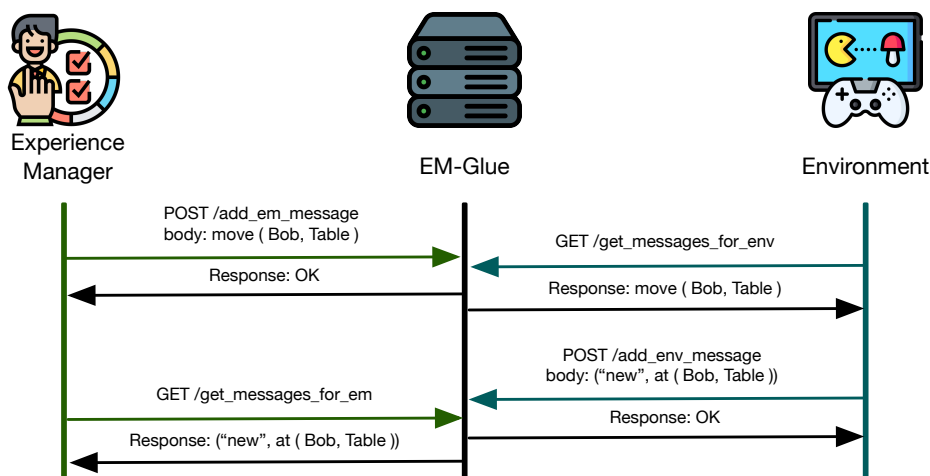 Experience
Manager
EM-Glue
Environment
POST /add_em_message
body: move ( Bob, Table )
GET /get_messages_for_env
Response: OK
Response: move ( Bob, Table )
POST /add_env_message
body: (“new”, at ( Bob, Table ))
GET /get_messages_for_em
Response: OK
Response: (“new”, at ( Bob, Table ))